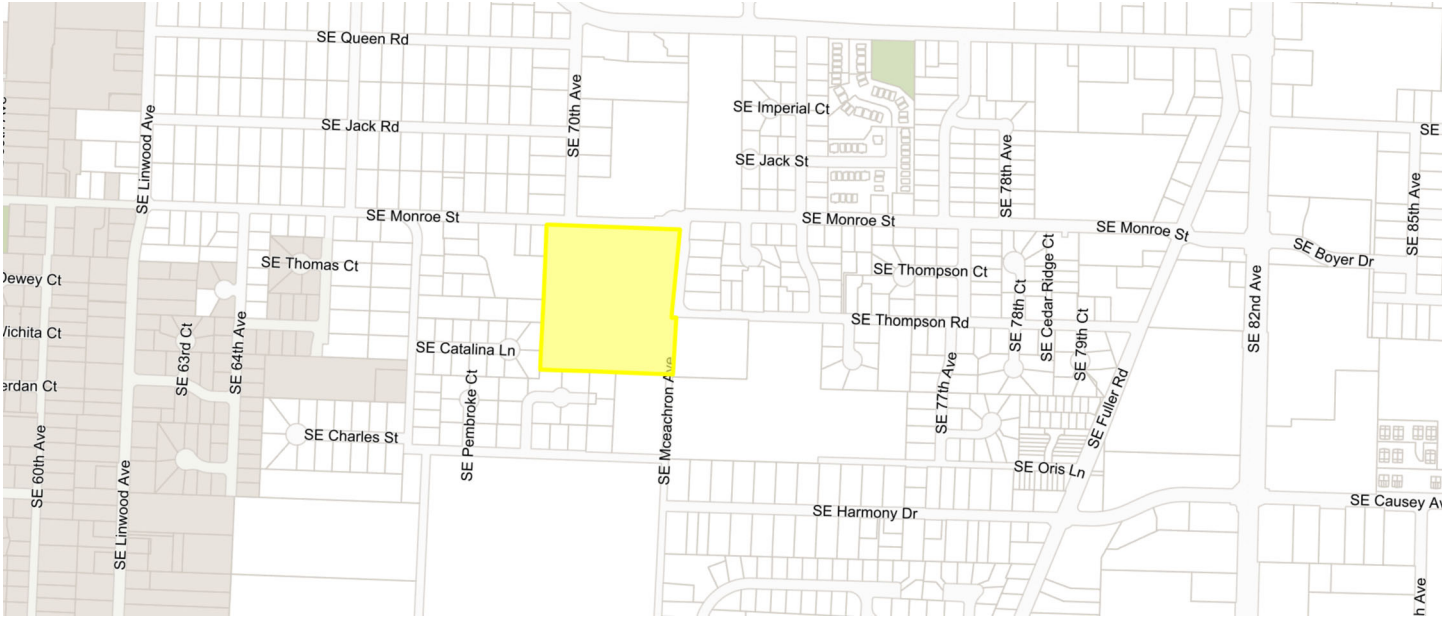 SE Queen Rd
SE 70th Ave
SE Linwood Ave
SE Imperial Ct
SE Jack Rd
SE
SE Jack St
SE 78th Ave
SE 85th Ave
SE Monroe St
SE Monroe St
SE Monroe St
SE Boyer Dr
SE Thomas Ct
SE Thompson Ct
SE Cedar Ridge Ct
Dewey Ct
SE 78th Ct
SE 82nd Ave
SE Thompson Rd
SE 79th Ct
SE 63rd Ct
SE 64th Ave
SE Catalina Ln
SE 77th Ave
SE Fuller Rd
SE Pembroke Ct
SE Mceachron Ave
SE Charles St
SE 60th Ave
SE Linwood Ave
SE Oris Ln
SE Causey Av
SE Harmony Dr
h Ave